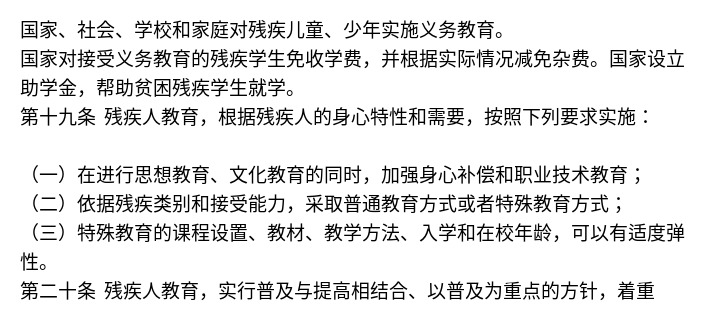 国家、社会、学校和家庭对残疾儿童、少年实施义务教育。
国家对接受义务教育的残疾学生免收学费，并根据实际情况减免杂费。国家设立
助学金，帮助贫困残疾学生就学。
第十九条 残疾人教育，根据残疾人的身心特性和需要，按照下列要求实施：
（一）在进行思想教育、文化教育的同时，加强身心补偿和职业技术教育；
（二）依据残疾类别和接受能力，采取普通教育方式或者特殊教育方式；
（三）特殊教育的课程设置、教材、教学方法、入学和在校年龄，可以有适度弹
性。
第二十条 残疾人教育，实行普及与提高相结合、以普及为重点的方针，着重